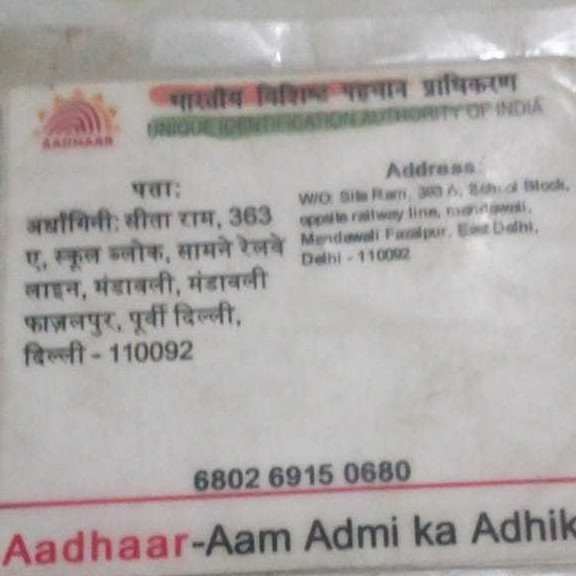 भारतीय विशिष्ट पहचान प्राधिकरण
UNIQUE IDENTIFICATION AUTHORITY OF INDIA
AADHAAR
पता:
अर्धांगिनी: सीता राम, 363
ए, स्कूल ब्लोक, सामने रेलवे
लाइन, मंडावली, मंडावली
फाज़लपुर, पूर्वी दिल्ली,
दिल्ली - 110092
Address:
W/O: Sita Ram, 363 A, School Block,
oppsite railway line, mandawali,
Mandawali Fazalpur, East Delhi,
Delhi - 110092
6802 6915 0680
Aadhaar-Aam Admi ka Adhik